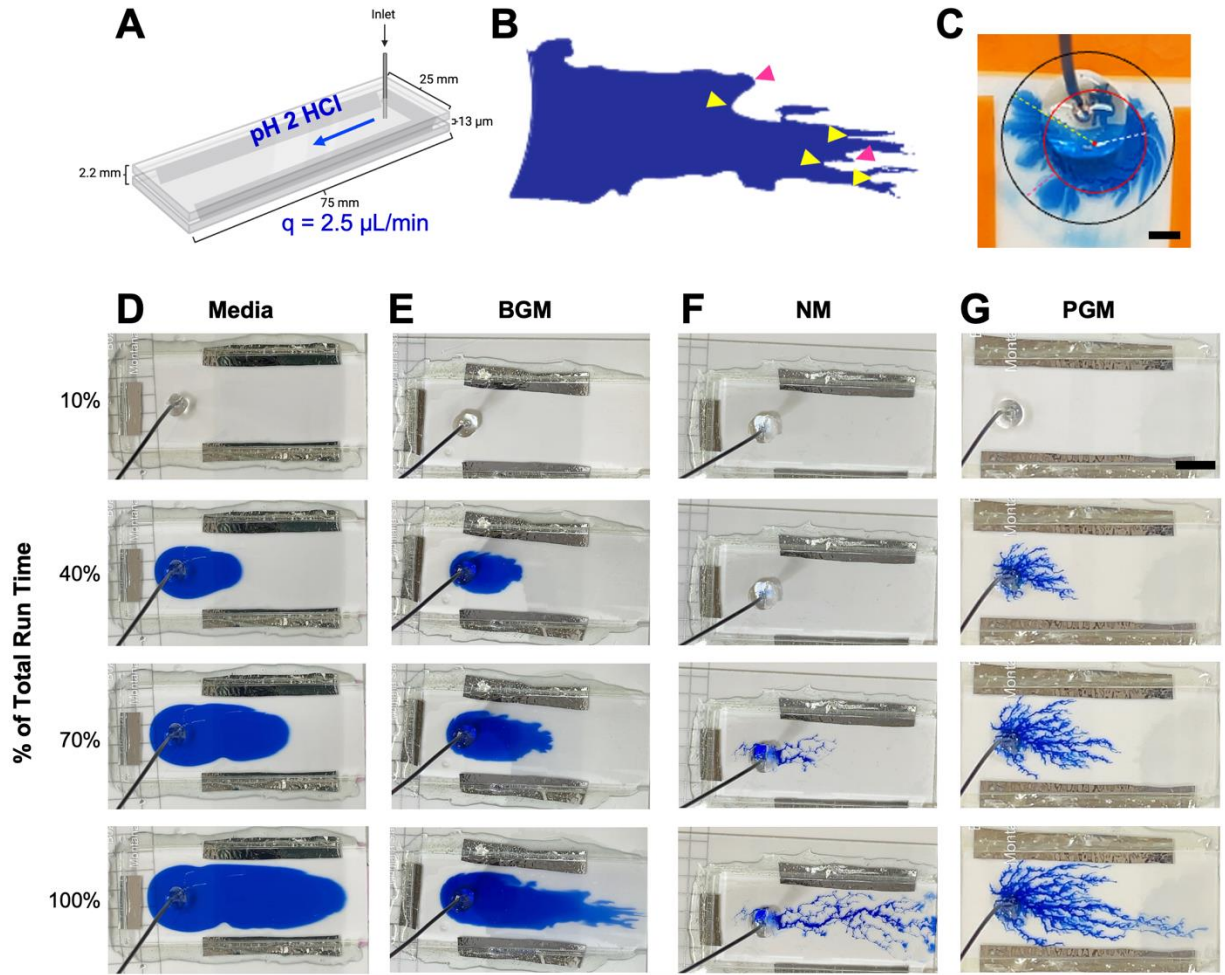 A
Inlet
25 mm
pH 2 HCl
13 µm
2.2 mm
75 mm
q = 2.5 µL/min
B
C
D Media
E BGM
F NM
G PGM
% of Total Run Time
10%
40%
70%
100%